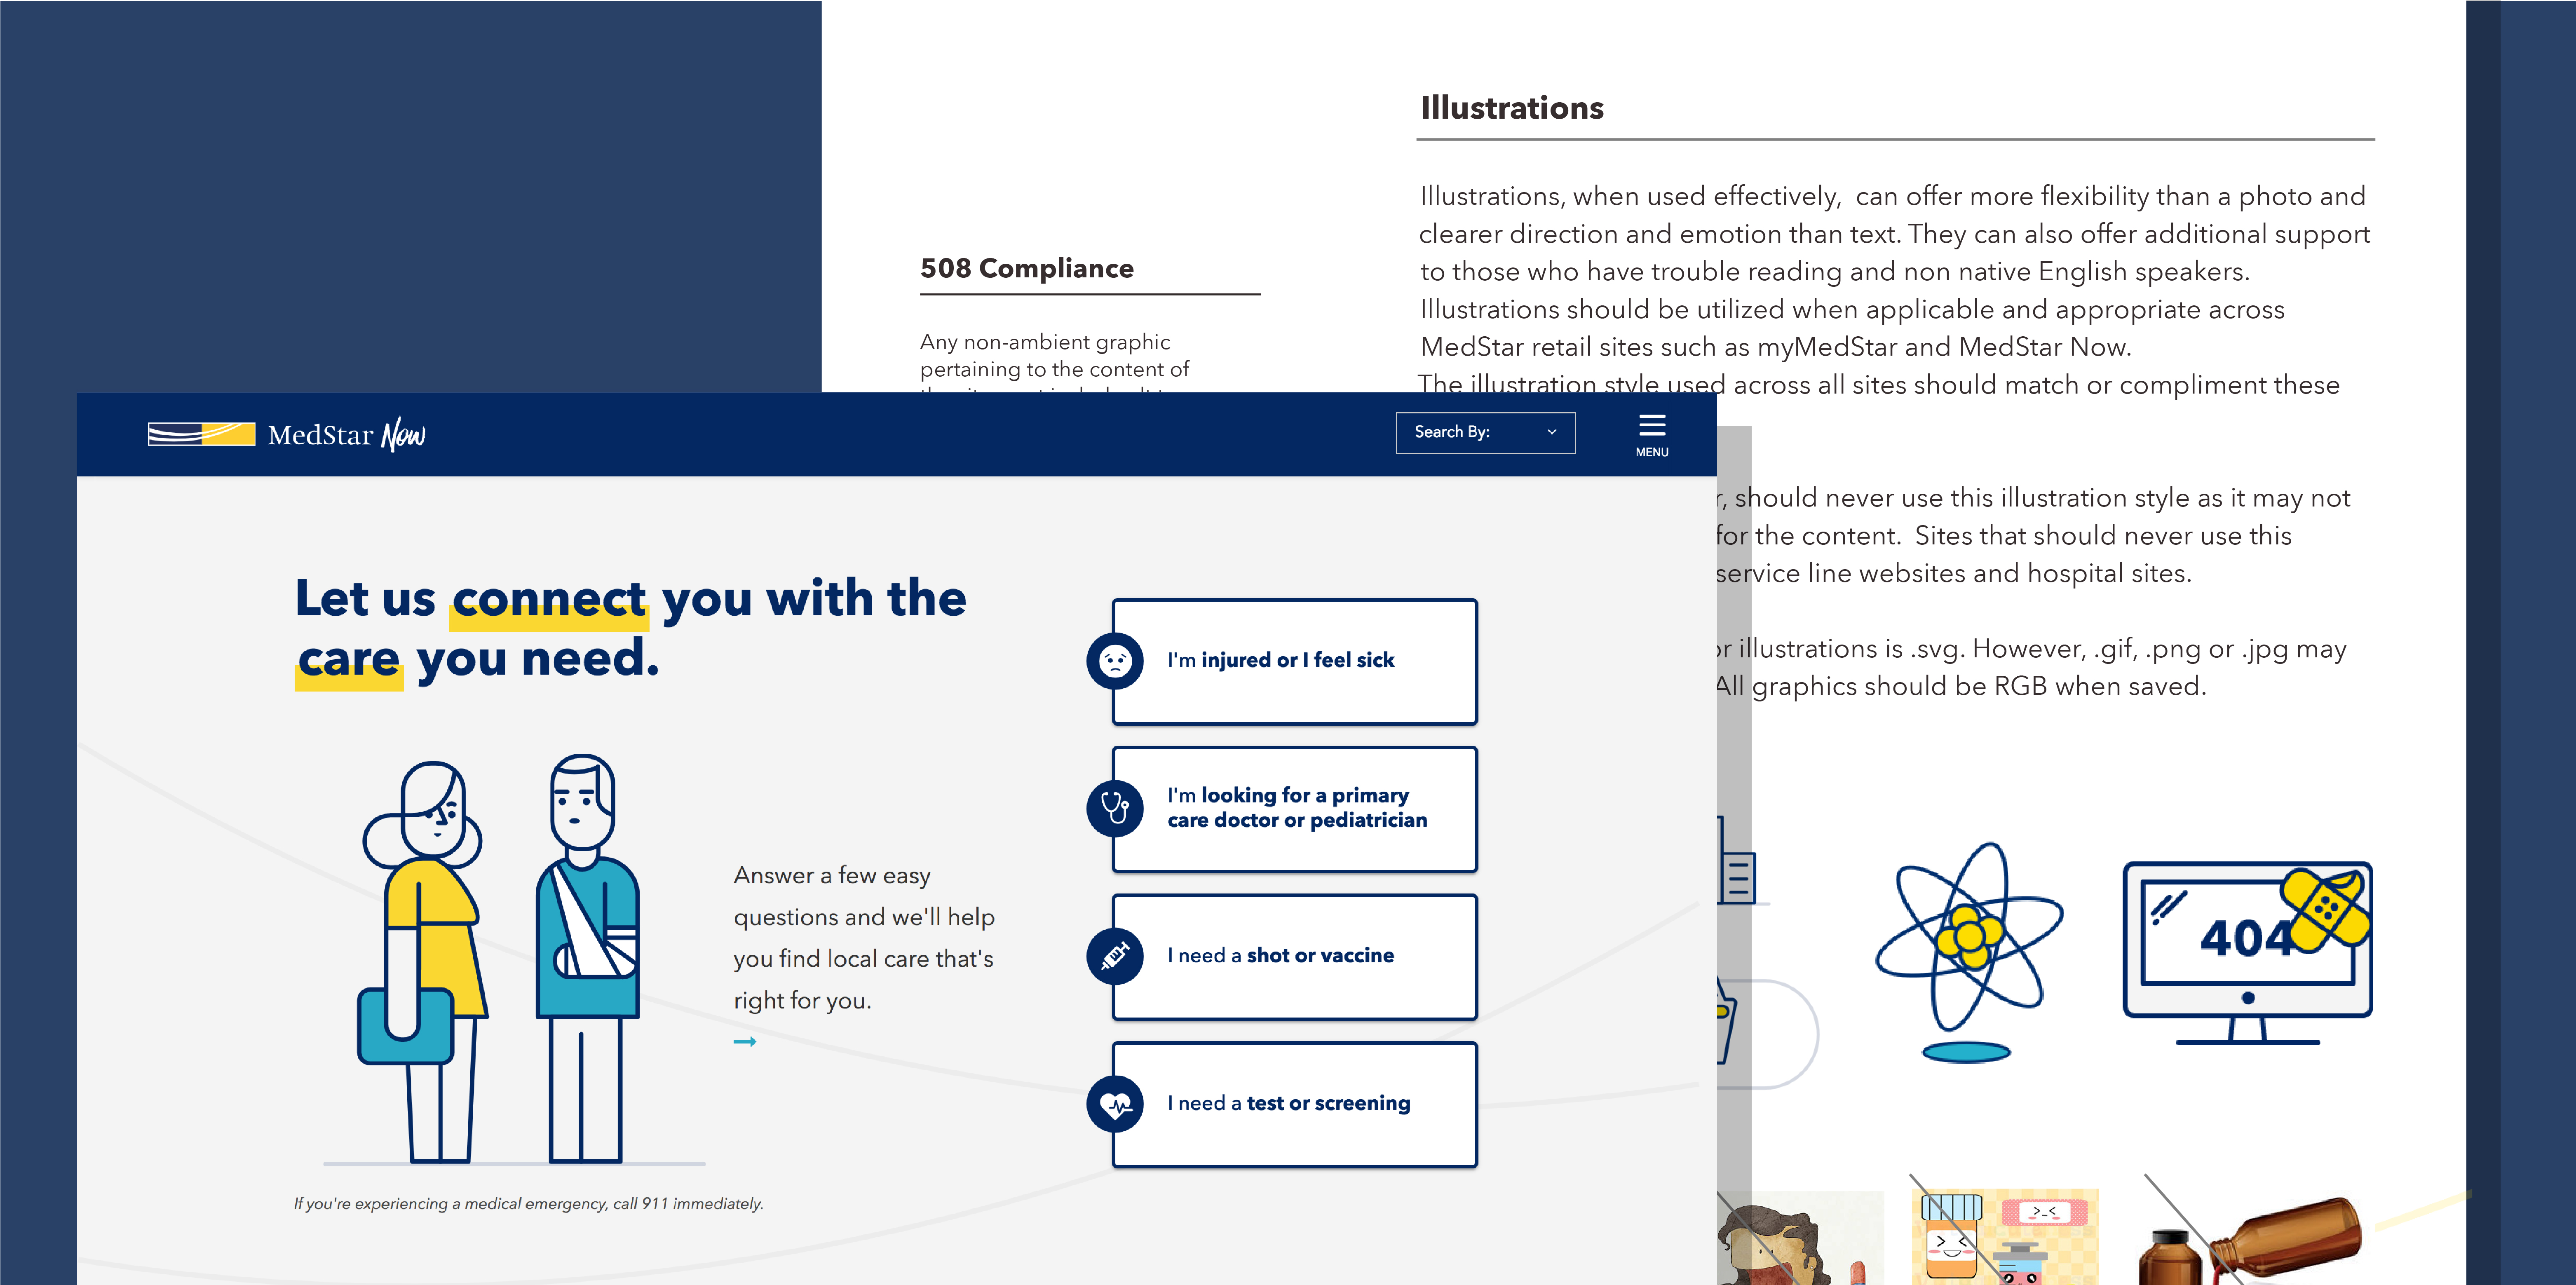 Illustrations
Illustrations, when used effectively,  can offer more flexibility than a photo and
clearer direction and emotion than text. They can also offer additional support
to those who have trouble reading and non native English speakers.
Illustrations should be utilized when applicable and appropriate across
MedStar retail sites such as myMedStar and MedStar Now.
The illustration style used across all sites should match or compliment these
should never use this illustration style as it may not
for the content.  Sites that should never use this
service line websites and hospital sites.
illustrations is .svg. However, .gif, .png or .jpg may
All graphics should be RGB when saved.
508 Compliance
Any non-ambient graphic
pertaining to the content of
MedStar Now
Search By:
MENU
Let us connect you with the
care you need.
Answer a few easy
questions and we'll help
you find local care that's
right for you.
I'm injured or I feel sick
I'm looking for a primary
care doctor or pediatrician
I need a shot or vaccine
I need a test or screening
If you're experiencing a medical emergency, call 911 immediately.
404